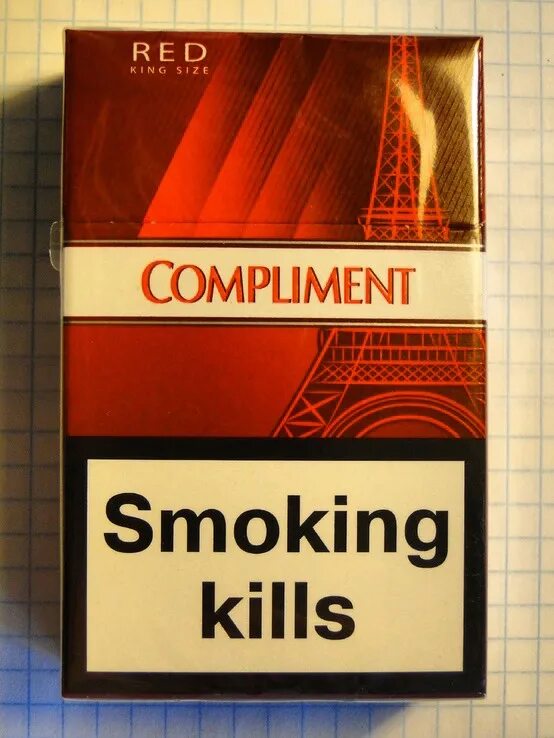 RED
KING SIZE
COMPLIMENT
Smoking
kills